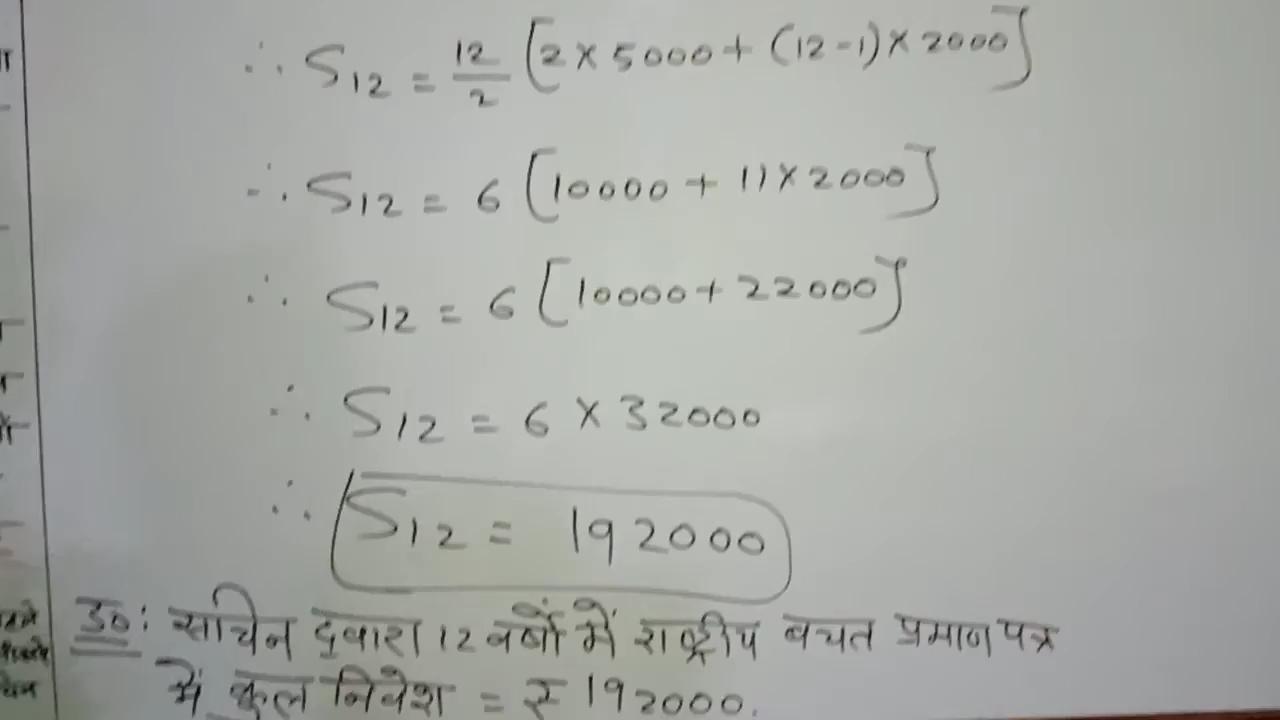 ∴ S12 = 12/2 [2 × 5000 + (12 - 1) × 2000]
∴ S12 = 6 [10000 + 11 × 2000]
∴ S12 = 6 [10000 + 22000]
∴ S12 = 6 × 32000
∴ S12 = 192000
उ०: सचिन द्वारा 12 वर्षों में राष्ट्रीय बचत प्रमाण पत्र
में कुल निवेश = ₹ 192000.